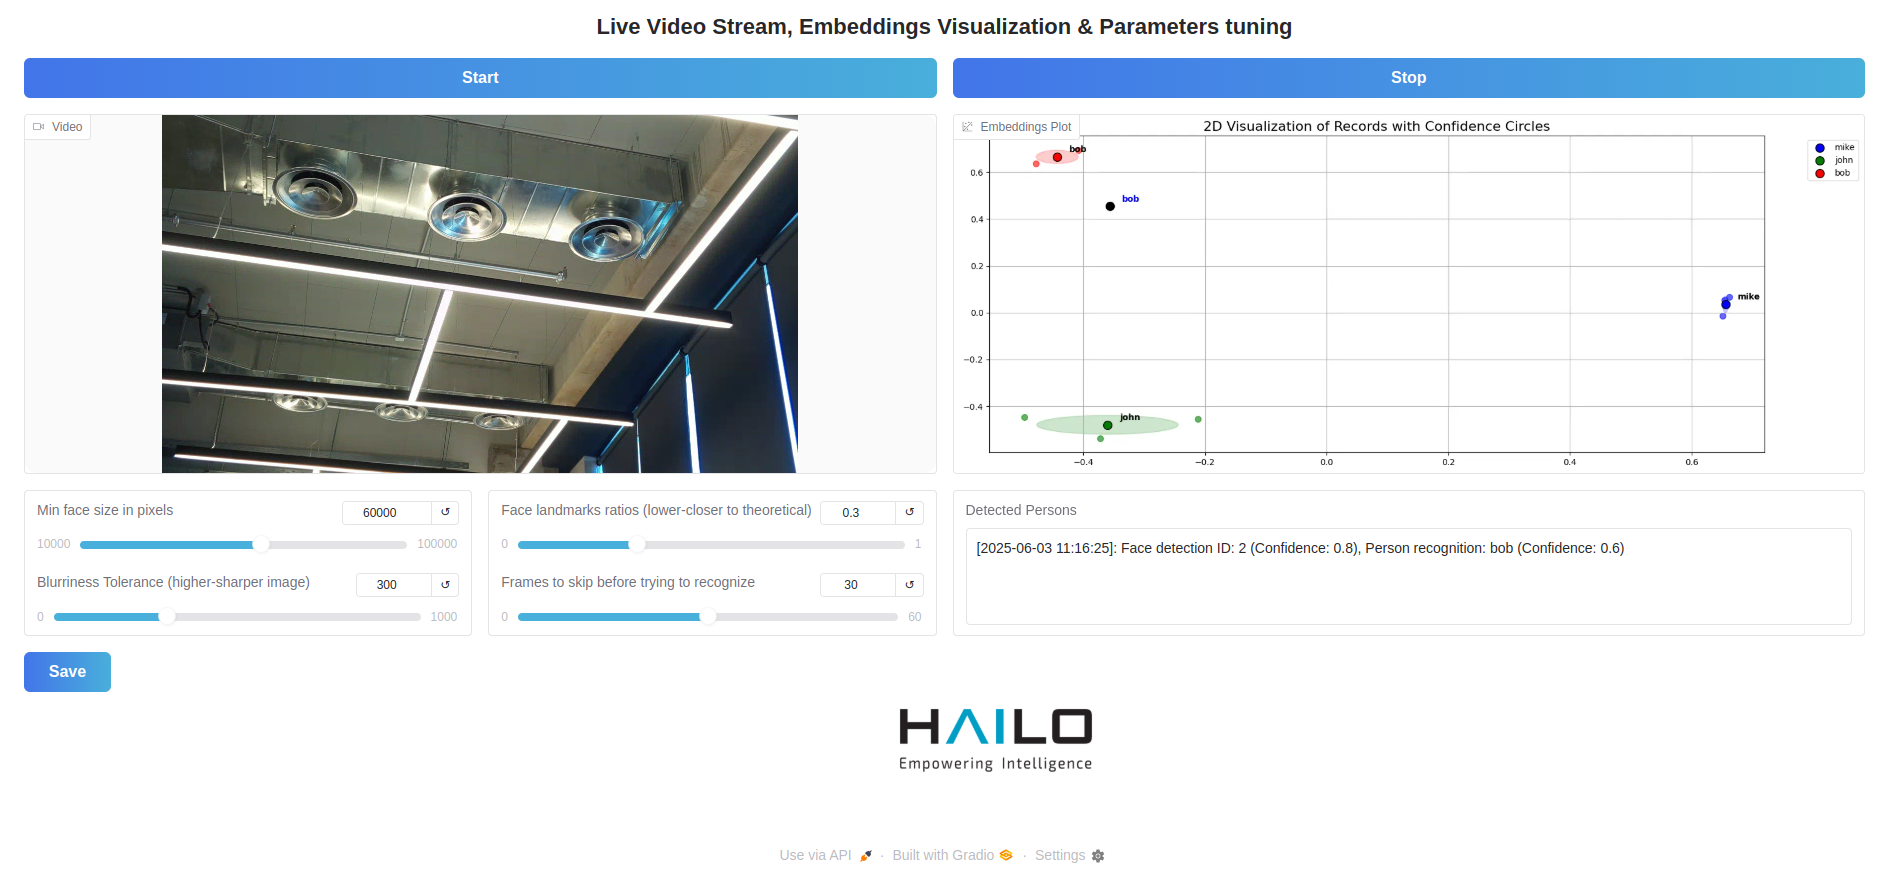 Live Video Stream, Embeddings Visualization & Parameters tuning
Start
Stop
Video
Embeddings Plot
2D Visualization of Records with Confidence Circles
mike
john
bob
bob
bob
mike
john
0.6
0.4
0.2
0.0
−0.2
−0.4
−0.4
−0.2
0.0
0.2
0.4
0.6
Min face size in pixels
60000
↺
10000
100000
Blurriness Tolerance (higher-sharper image)
300
↺
0
1000
Face landmarks ratios (lower-closer to theoretical)
0.3
↺
0
1
Frames to skip before trying to recognize
30
↺
0
60
Detected Persons
[2025-06-03 11:16:25]: Face detection ID: 2 (Confidence: 0.8), Person recognition: bob (Confidence: 0.6)
Save
HAILO
Empowering Intelligence
Use via API · Built with Gradio · Settings